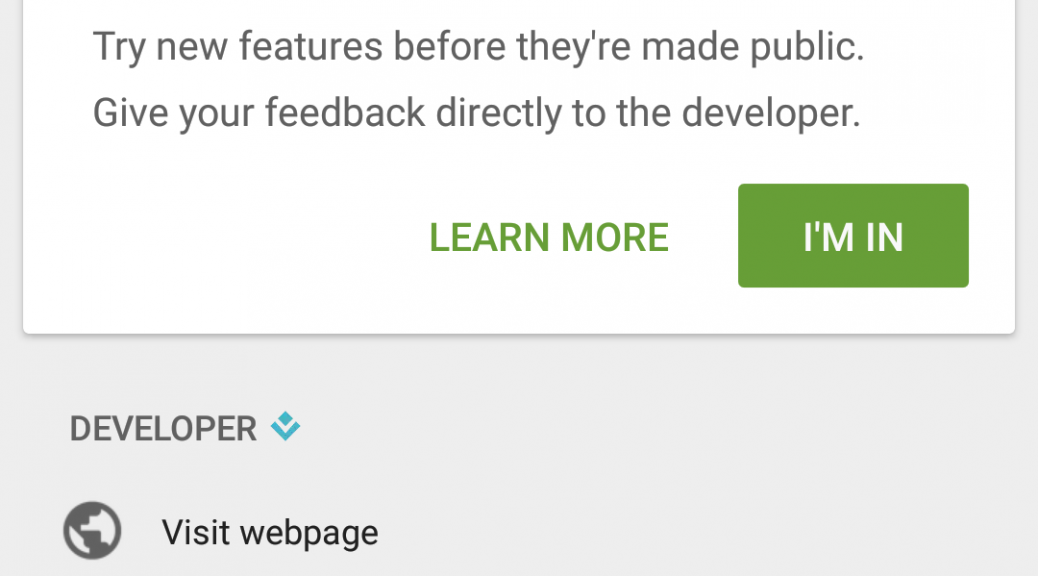 Try new features before they're made public.
Give your feedback directly to the developer.
LEARN MORE
I'M IN
DEVELOPER
Visit webpage